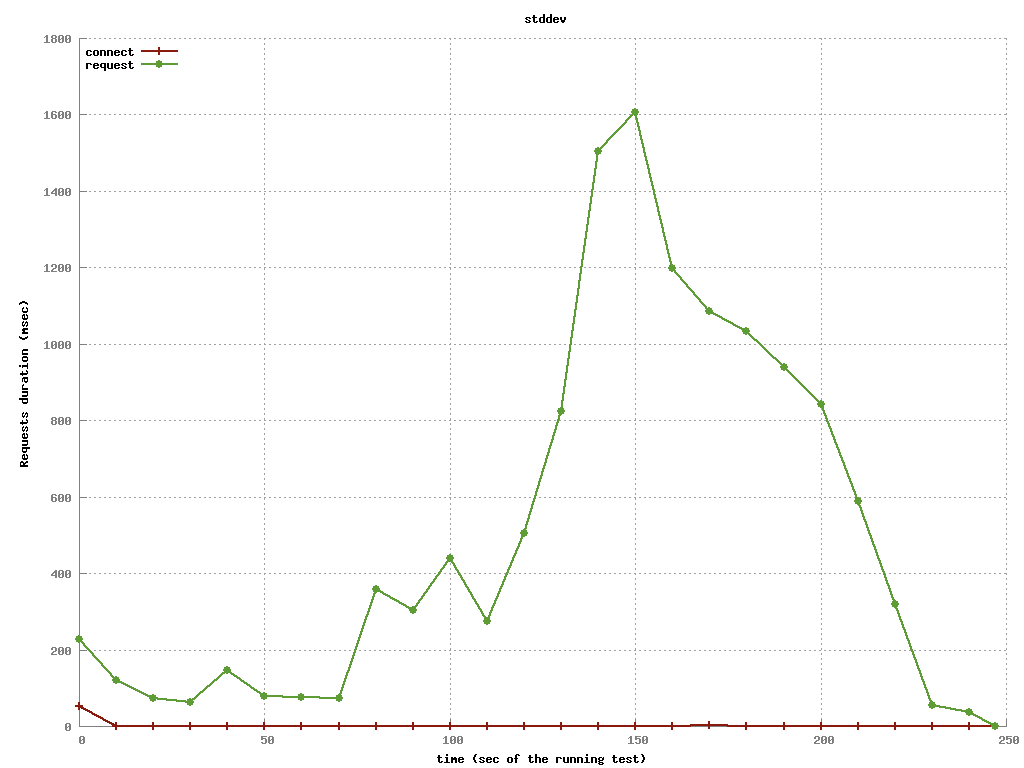 stddev
1800
connect
request
1600
1400
1200
1000
Requests duration (msec)
800
600
400
200
0
0 50 100 150 200 250
time (sec of the running test)